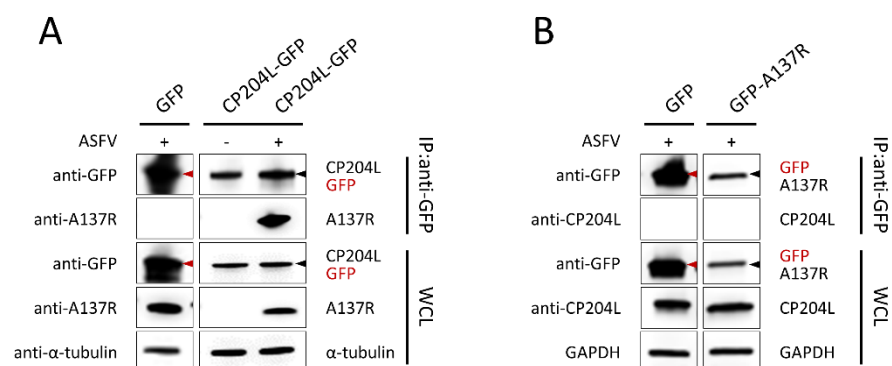 A
GFP
CP204L-GFP
CP204L-GFP
ASFV + - +
anti-GFP CP204L
GFP
anti-A137R A137R
anti-GFP CP204L
GFP
anti-A137R A137R
anti-α-tubulin α-tubulin
IP:anti-GFP
WCL
B
GFP
GFP-A137R
ASFV + +
anti-GFP GFP
A137R
anti-CP204L CP204L
anti-GFP GFP
A137R
anti-CP204L CP204L
GAPDH GAPDH
IP:anti-GFP
WCL